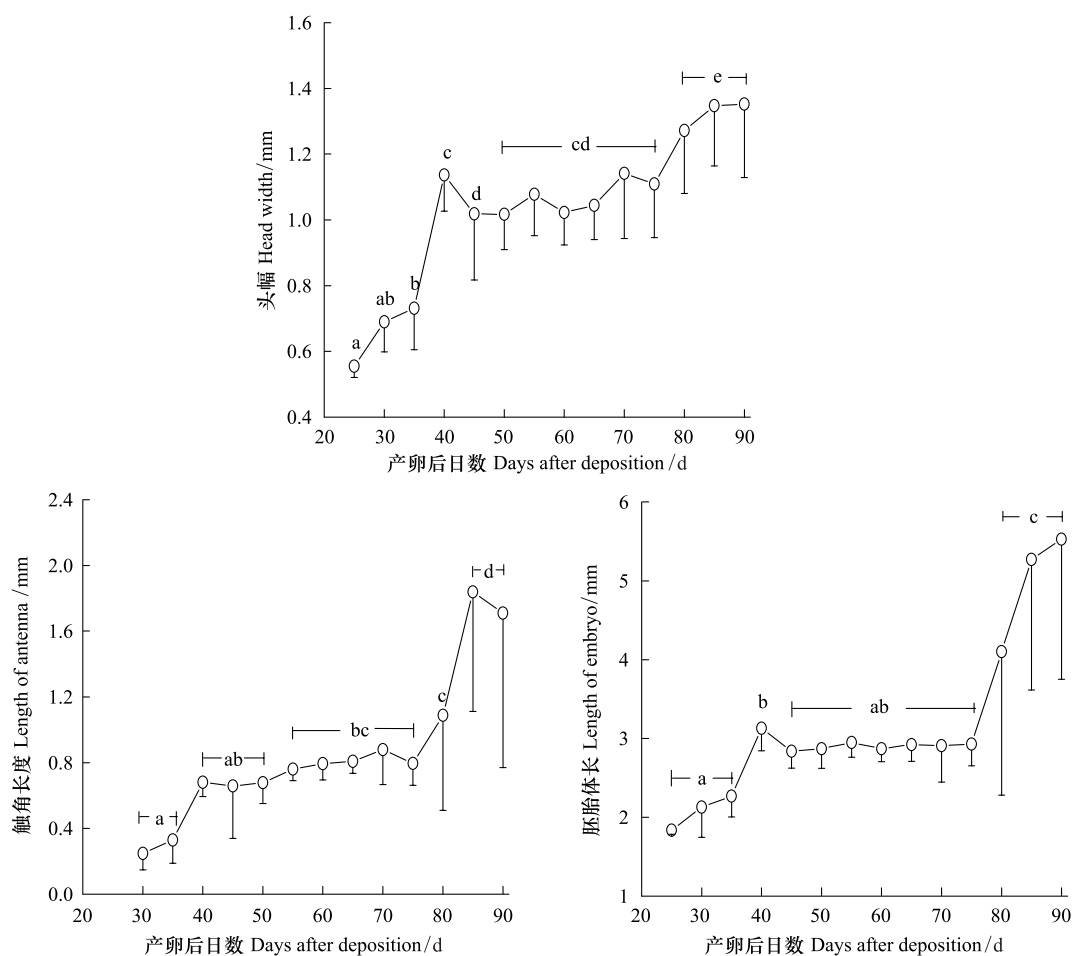 1.6
1.4
1.2
1.0
0.8
0.6
0.4
头幅 Head width/mm
a
ab
b
c
d
cd
e
20 30 40 50 60 70 80 90
产卵后日数 Days after deposition /d
2.4
2.0
1.6
1.2
0.8
0.4
0.0
触角长度 Length of antenna /mm
a
ab
bc
c
d
20 30 40 50 60 70 80 90
产卵后日数 Days after deposition /d
6
5
4
3
2
1
胚胎体长 Length of embryo/mm
a
b
ab
c
20 30 40 50 60 70 80 90
产卵后日数 Days after deposition/d